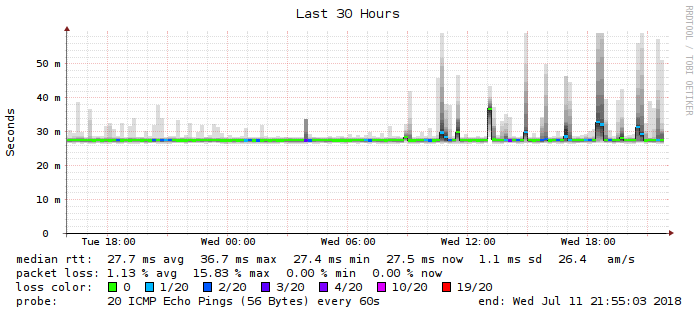 Last 30 Hours
RRDTOOL / TOBI OETIKER
Seconds
50 m
40 m
30 m
20 m
10 m
0
Tue 18:00 Wed 00:00 Wed 06:00 Wed 12:00 Wed 18:00
median rtt: 27.7 ms avg 36.7 ms max 27.4 ms min 27.5 ms now 1.1 ms sd 26.4 am/s
packet loss: 1.13 % avg 15.83 % max 0.00 % min 0.00 % now
loss color: 0 1/20 2/20 3/20 4/20 10/20 19/20
probe: 20 ICMP Echo Pings (56 Bytes) every 60s end: Wed Jul 11 21:55:03 2018